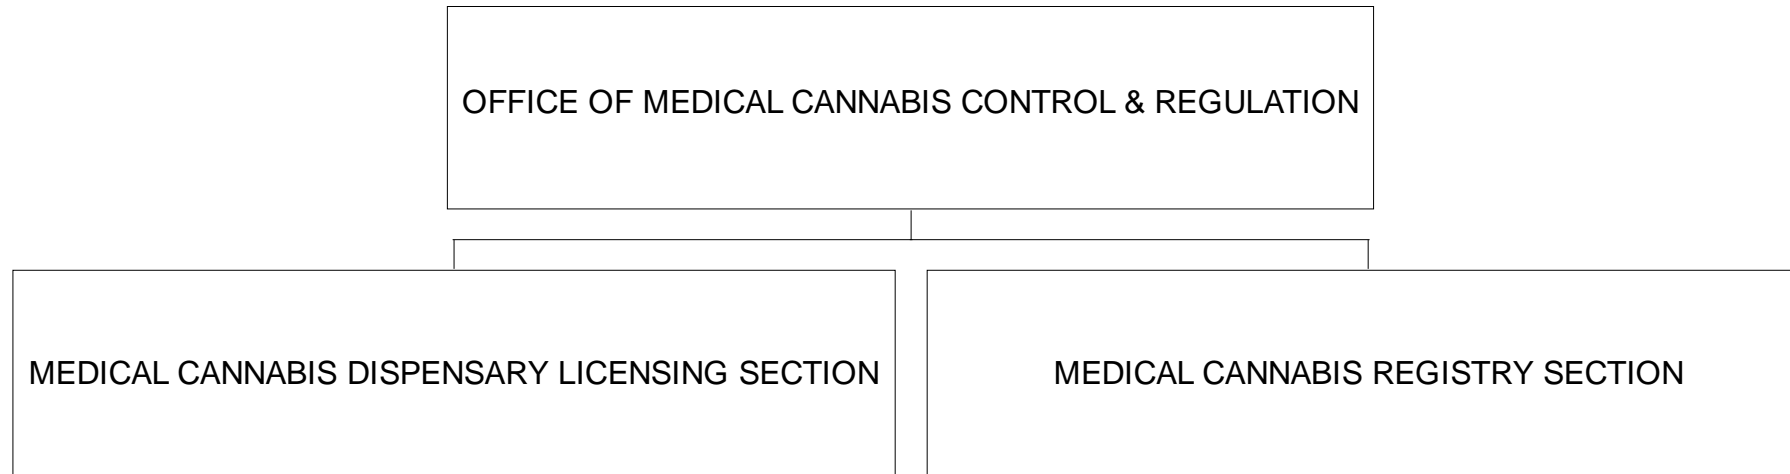 OFFICE OF MEDICAL CANNABIS CONTROL & REGULATION
MEDICAL CANNABIS DISPENSARY LICENSING SECTION
MEDICAL CANNABIS REGISTRY SECTION